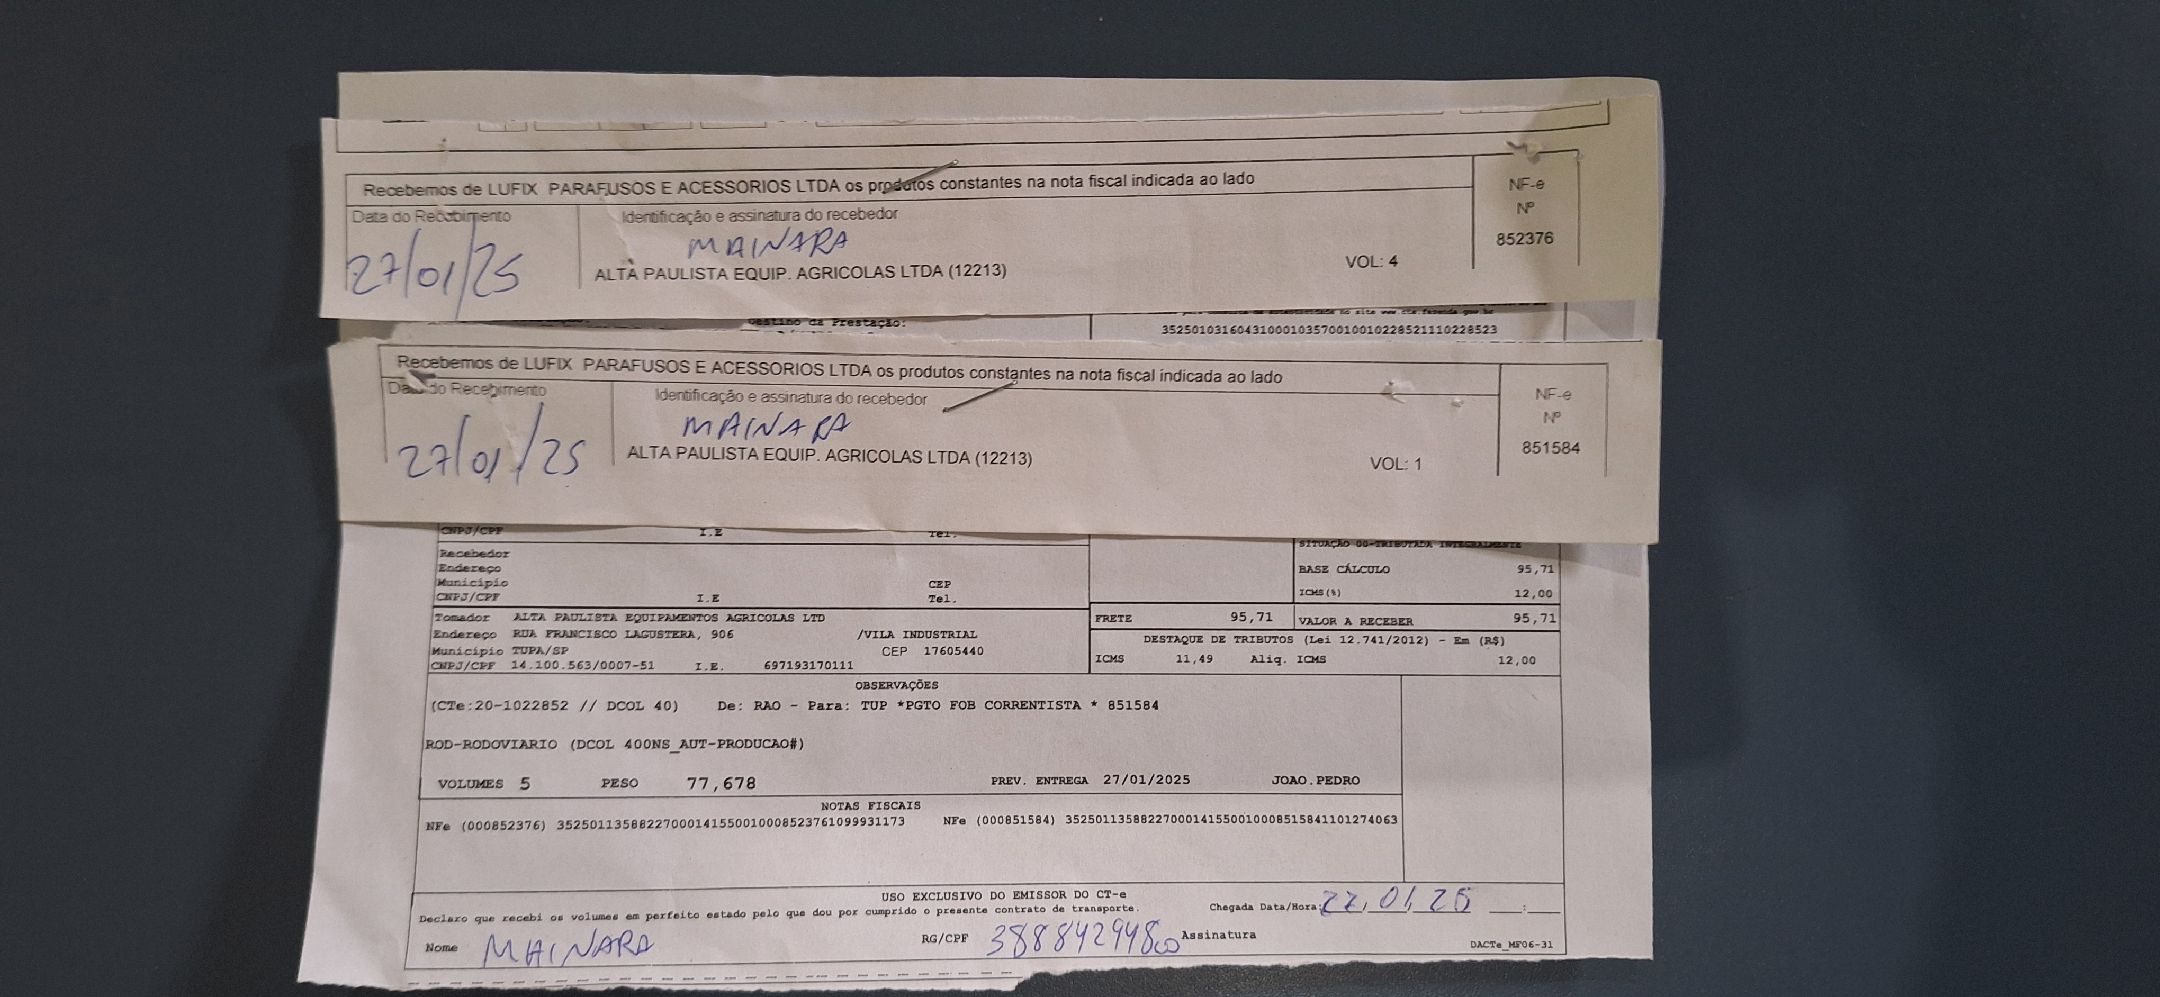 Recebemos de LUFIX PARAFUSOS E ACESSORIOS LTDA os produtos constantes na nota fiscal indicada ao lado
NF-e
Nº
852376
Data do Recebimento
Identificação e assinatura do recebedor
27/01/25
MAINARA
ALTA PAULISTA EQUIP. AGRICOLAS LTDA (12213)
VOL: 4
Destino da Prestação:
35250103160431000103570010010228521110228523
Recebemos de LUFIX PARAFUSOS E ACESSORIOS LTDA os produtos constantes na nota fiscal indicada ao lado
NF-e
Nº
851584
Data do Recebimento
Identificação e assinatura do recebedor
27/01/25
MAINARA
ALTA PAULISTA EQUIP. AGRICOLAS LTDA (12213)
VOL: 1
CNPJ/CPF I.E Tel.
SITUAÇÃO 00-TRIBUTADA INTEGRALMENTE
Recebedor
Endereço
Município CEP
CNPJ/CPF I.E Tel.
BASE CÁLCULO 95,71
ICMS(%) 12,00
Tomador ALTA PAULISTA EQUIPAMENTOS AGRICOLAS LTD
FRETE 95,71 VALOR A RECEBER 95,71
Endereço RUA FRANCISCO LAGUSTERA, 906 /VILA INDUSTRIAL
DESTAQUE DE TRIBUTOS (Lei 12.741/2012) - Em (R$)
Município TUPA/SP CEP 17605440
CNPJ/CPF 14.100.563/0007-51 I.E. 697193170111
ICMS 11,49 Aliq. ICMS 12,00
OBSERVAÇÕES
(CTe:20-1022852 // DCOL 40) De: RAO - Para: TUP *PGTO FOB CORRENTISTA * 851584
ROD-RODOVIARIO (DCOL 400NS_AUT-PRODUCAO#)
VOLUMES 5 PESO 77,678 PREV. ENTREGA 27/01/2025 JOAO.PEDRO
NOTAS FISCAIS
NFe (000852376) 35250113588227000141550010008523761099931173 NFe (000851584) 35250113588227000141550010008515841101274063
USO EXCLUSIVO DO EMISSOR DO CT-e
Declaro que recebi os volumes em perfeito estado pelo que dou por cumprido o presente contrato de transporte. Chegada Data/Hora: 27,01,25 __:__
Nome MAINARA RG/CPF 38884294800 Assinatura
DACTe_MF06-31